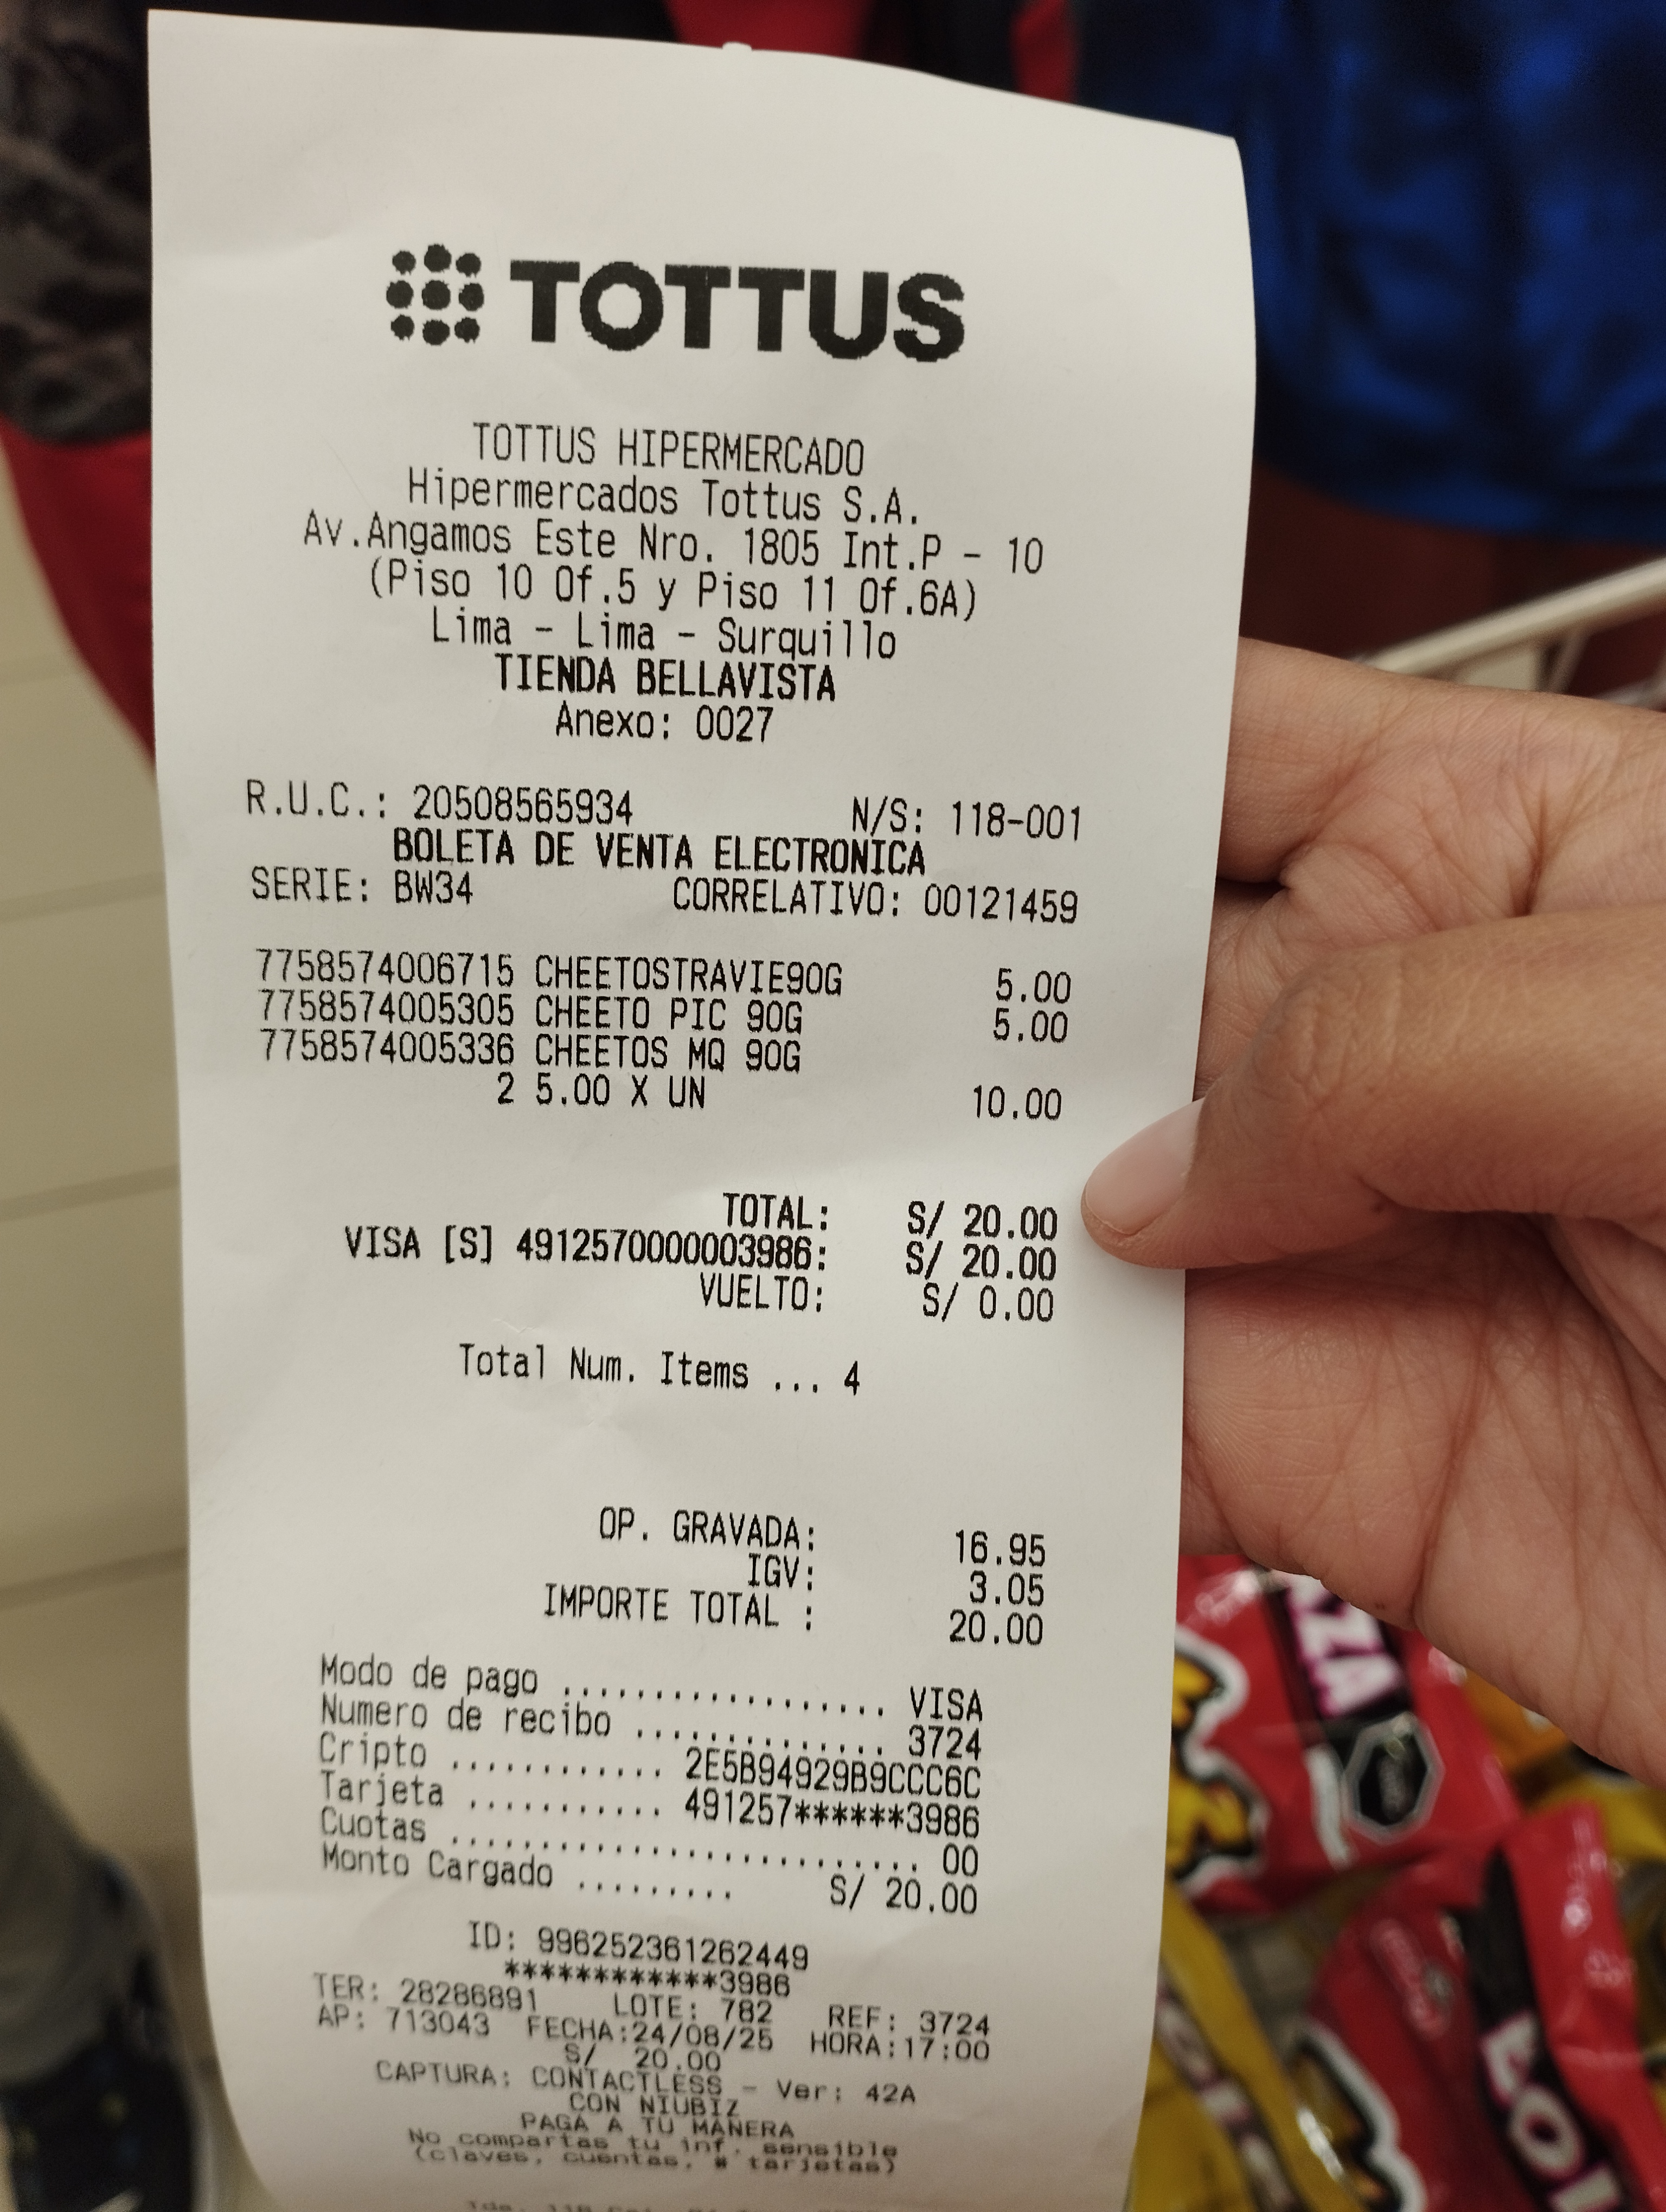 TOTTUS
TOTTUS HIPERMERCADO
Hipermercados Tottus S.A.
Av.Angamos Este Nro. 1805 Int.P - 10
(Piso 10 Of.5 y Piso 11 Of.6A)
Lima - Lima - Surquillo
TIENDA BELLAVISTA
Anexo: 0027
R.U.C.: 20508565934 N/S: 118-001
BOLETA DE VENTA ELECTRONICA
SERIE: BW34 CORRELATIVO: 00121459
7758574006715 CHEETOSTRAVIE90G 5.00
7758574005305 CHEETO PIC 90G 5.00
7758574005336 CHEETOS MQ 90G
2 5.00 X UN 10.00
TOTAL: S/ 20.00
VISA [S] 4912570000003986: S/ 20.00
VUELTO: S/ 0.00
Total Num. Items ... 4
OP. GRAVADA: 16.95
IGV: 3.05
IMPORTE TOTAL : 20.00
Modo de pago .................. VISA
Numero de recibo .............. 3724
Cripto ............ 2E5B94929B9CCC6C
Tarjeta ........... 491257******3986
Cuotas .......................... 00
Monto Cargado ......... S/ 20.00
ID: 996252361262449
************3986
TER: 28286891 LOTE: 782 REF: 3724
AP: 713043 FECHA:24/08/25 HORA:17:00
S/ 20.00
CAPTURA: CONTACTLESS - Ver: 42A
CON NIUBIZ
PAGA A TU MANERA
No compartas tu inf. sensible
(claves, cuentas, # tarjetas)